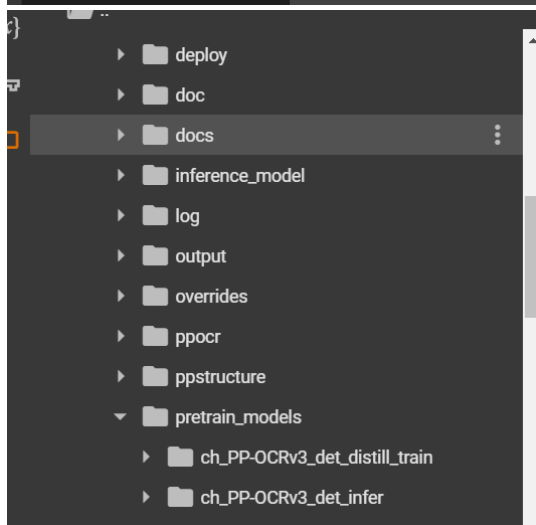 ..
deploy
doc
docs
inference_model
log
output
overrides
ppocr
ppstructure
pretrain_models
ch_PP-OCRv3_det_distill_train
ch_PP-OCRv3_det_infer